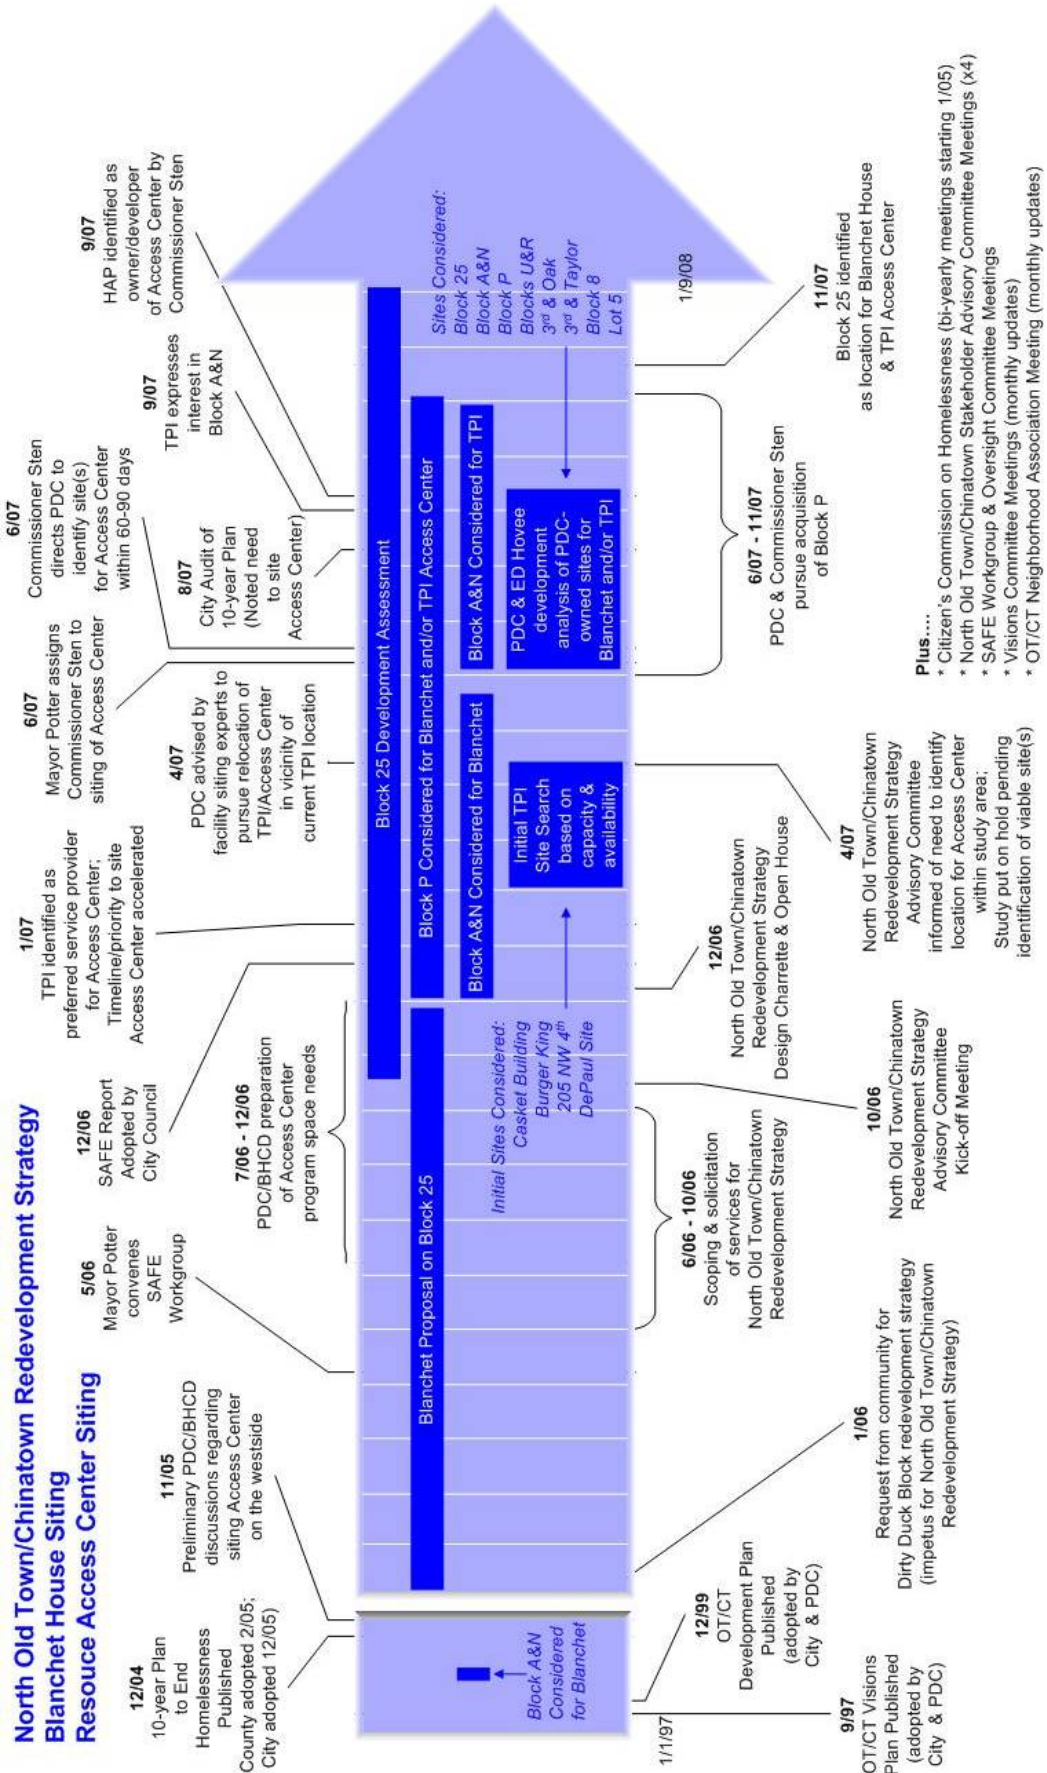 North Old Town/Chinatown Redevelopment Strategy
Blanchet House Siting
Resouce Access Center Siting
12/04
10-year Plan
to End
Homelessness
Published
County adopted 2/05;
City adopted 12/05)
11/05
Preliminary PDC/BHCD
discussions regarding
siting Access Center
on the westside
5/06
Mayor Potter
convenes
SAFE
Workgroup
12/06
SAFE Report
Adopted by
City Council
7/06 - 12/06
PDC/BHCD preparation
of Access Center
program space needs
1/07
TPI identified as
preferred service provider
for Access Center;
Timeline/priority to site
Access Center accelerated
4/07
PDC advised by
facility siting experts to
pursue relocation of
TPI/Access Center
in vicinity of
current TPI location
6/07
Mayor Potter assigns
Commissioner Sten to
siting of Access Center
6/07
Commissioner Sten
directs PDC to
identify site(s)
for Access Center
within 60-90 days
8/07
City Audit of
10-year Plan
(Noted need
to site
Access Center)
9/07
TPI expresses
interest in
Block A&N
9/07
HAP identified as
owner/developer
of Access Center by
Commissioner Sten
Block 25 Development Assessment
Blanchet Proposal on Block 25
Block P Considered for Blanchet and/or TPI Access Center
Block A&N Considered for Blanchet
Block A&N Considered for TPI
Block A&N
Considered
for Blanchet
Initial Sites Considered:
Casket Building
Burger King
205 NW 4th
DePaul Site
Initial TPI
Site Search
based on
capacity &
availability
PDC & ED Hovee
development
analysis of PDC-
owned sites for
Blanchet and/or TPI
Sites Considered:
Block 25
Block A&N
Block P
Blocks U&R
3rd & Oak
3rd & Taylor
Block 8
Lot 5
1/1/97
1/9/08
9/97
OT/CT Visions
Plan Published
(adopted by
City & PDC)
12/99
OT/CT
Development Plan
Published
(adopted by
City & PDC)
1/06
Request from community for
Dirty Duck Block redevelopment strategy
(impetus for North Old Town/Chinatown
Redevelopment Strategy)
6/06 - 10/06
Scoping & solicitation
of services for
North Old Town/Chinatown
Redevelopment Strategy
10/06
North Old Town/Chinatown
Redevelopment Strategy
Advisory Committee
Kick-off Meeting
12/06
North Old Town/Chinatown
Redevelopment Strategy
Design Charrette & Open House
4/07
North Old Town/Chinatown
Redevelopment Strategy
Advisory Committee
informed of need to identify
location for Access Center
within study area;
Study put on hold pending
identification of viable site(s)
6/07 - 11/07
PDC & Commissioner Sten
pursue acquisition
of Block P
11/07
Block 25 identified
as location for Blanchet House
& TPI Access Center
Plus....
* Citizen's Commission on Homelessness (bi-yearly meetings starting 1/05)
* North Old Town/Chinatown Stakeholder Advisory Committee Meetings (x4)
* SAFE Workgroup & Oversight Committee Meetings
* Visions Committee Meetings (monthly updates)
* OT/CT Neighborhood Association Meeting (monthly updates)